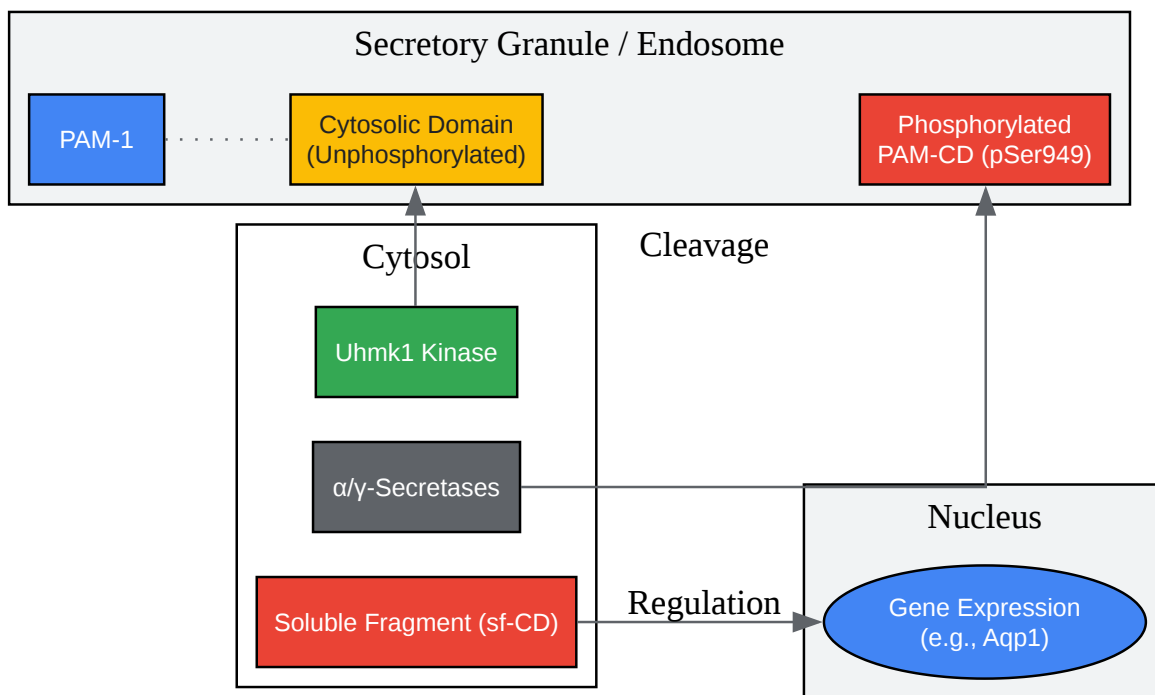 Secretory Granule / Endosome
PAM-1
Cytosolic Domain
(Unphosphorylated)
Phosphorylated
PAM-CD (pSer949)
Cytosol
Cleavage
Uhmk1 Kinase
α/γ-Secretases
Nucleus
Soluble Fragment (sf-CD)
Regulation
Gene Expression
(e.g., Aqp1)